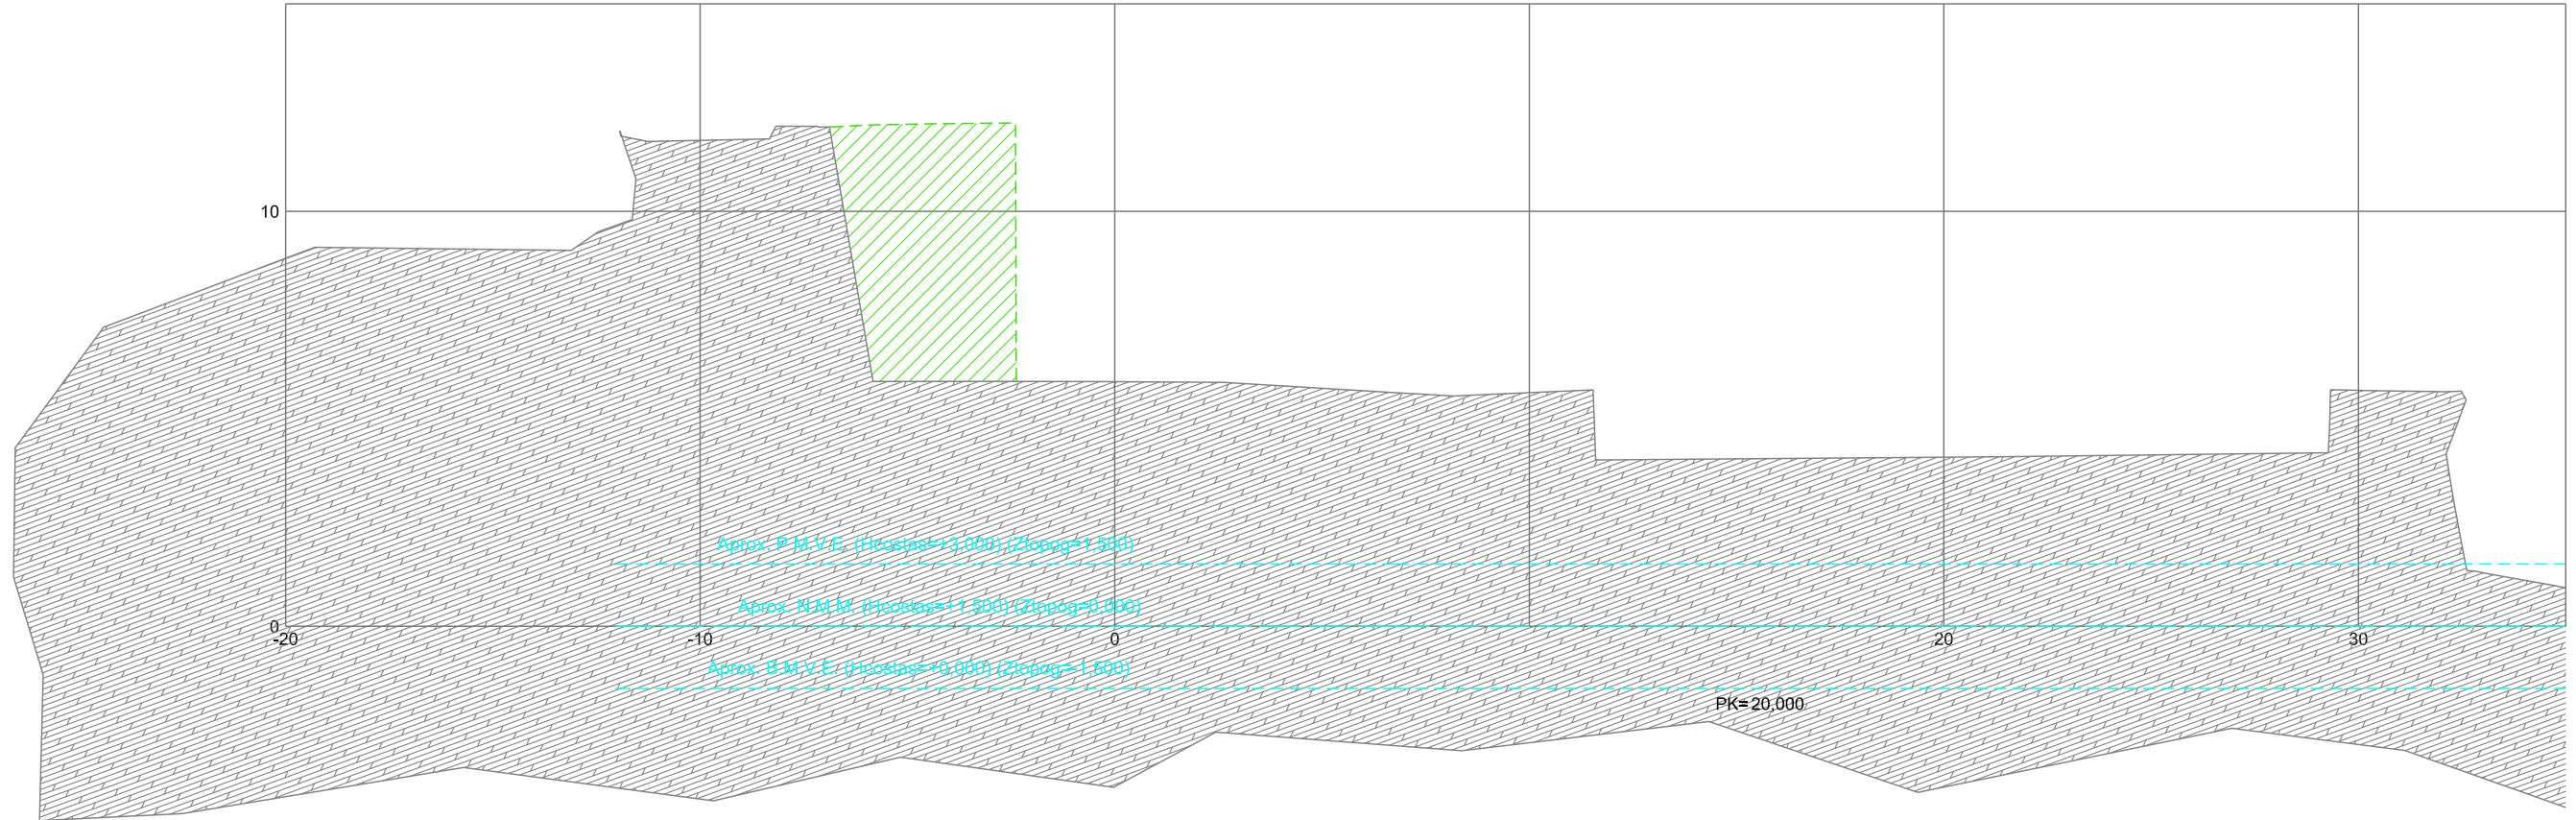 10
Aprox. P.M.V.E. (Hcostas=+3,000) (Ztopog=1,500)
Aprox. N.M.M. (Hcostas=+1,500) (Ztopog=0,000)
0
-20 -10 0 20 30
Aprox. B.M.V.E. (Hcostas=+0,000) (Ztopog=-1,500)
PK=20,000